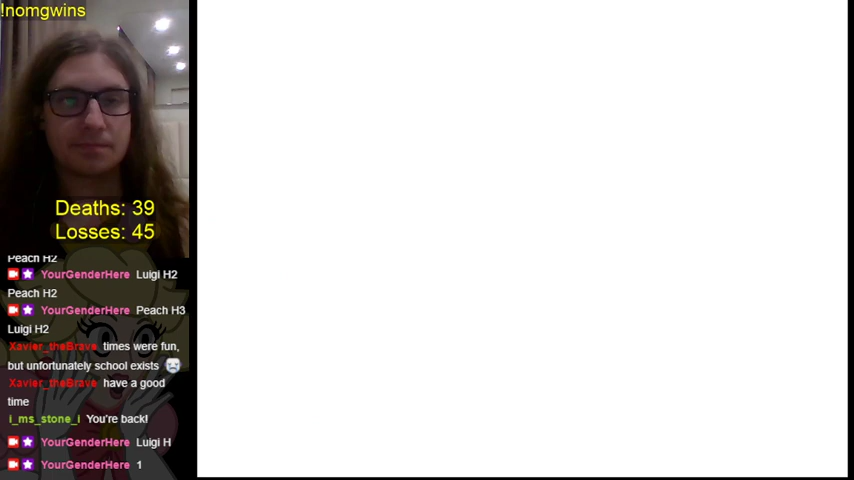 !nomgwins
Deaths: 39
Losses: 45
Peach H2
YourGenderHere Luigi H2
Peach H2
YourGenderHere Peach H3
Luigi H2
Xavier_theBrave times were fun,
but unfortunately school exists
Xavier_theBrave have a good
time
i_ms_stone_i You're back!
YourGenderHere Luigi H
YourGenderHere 1